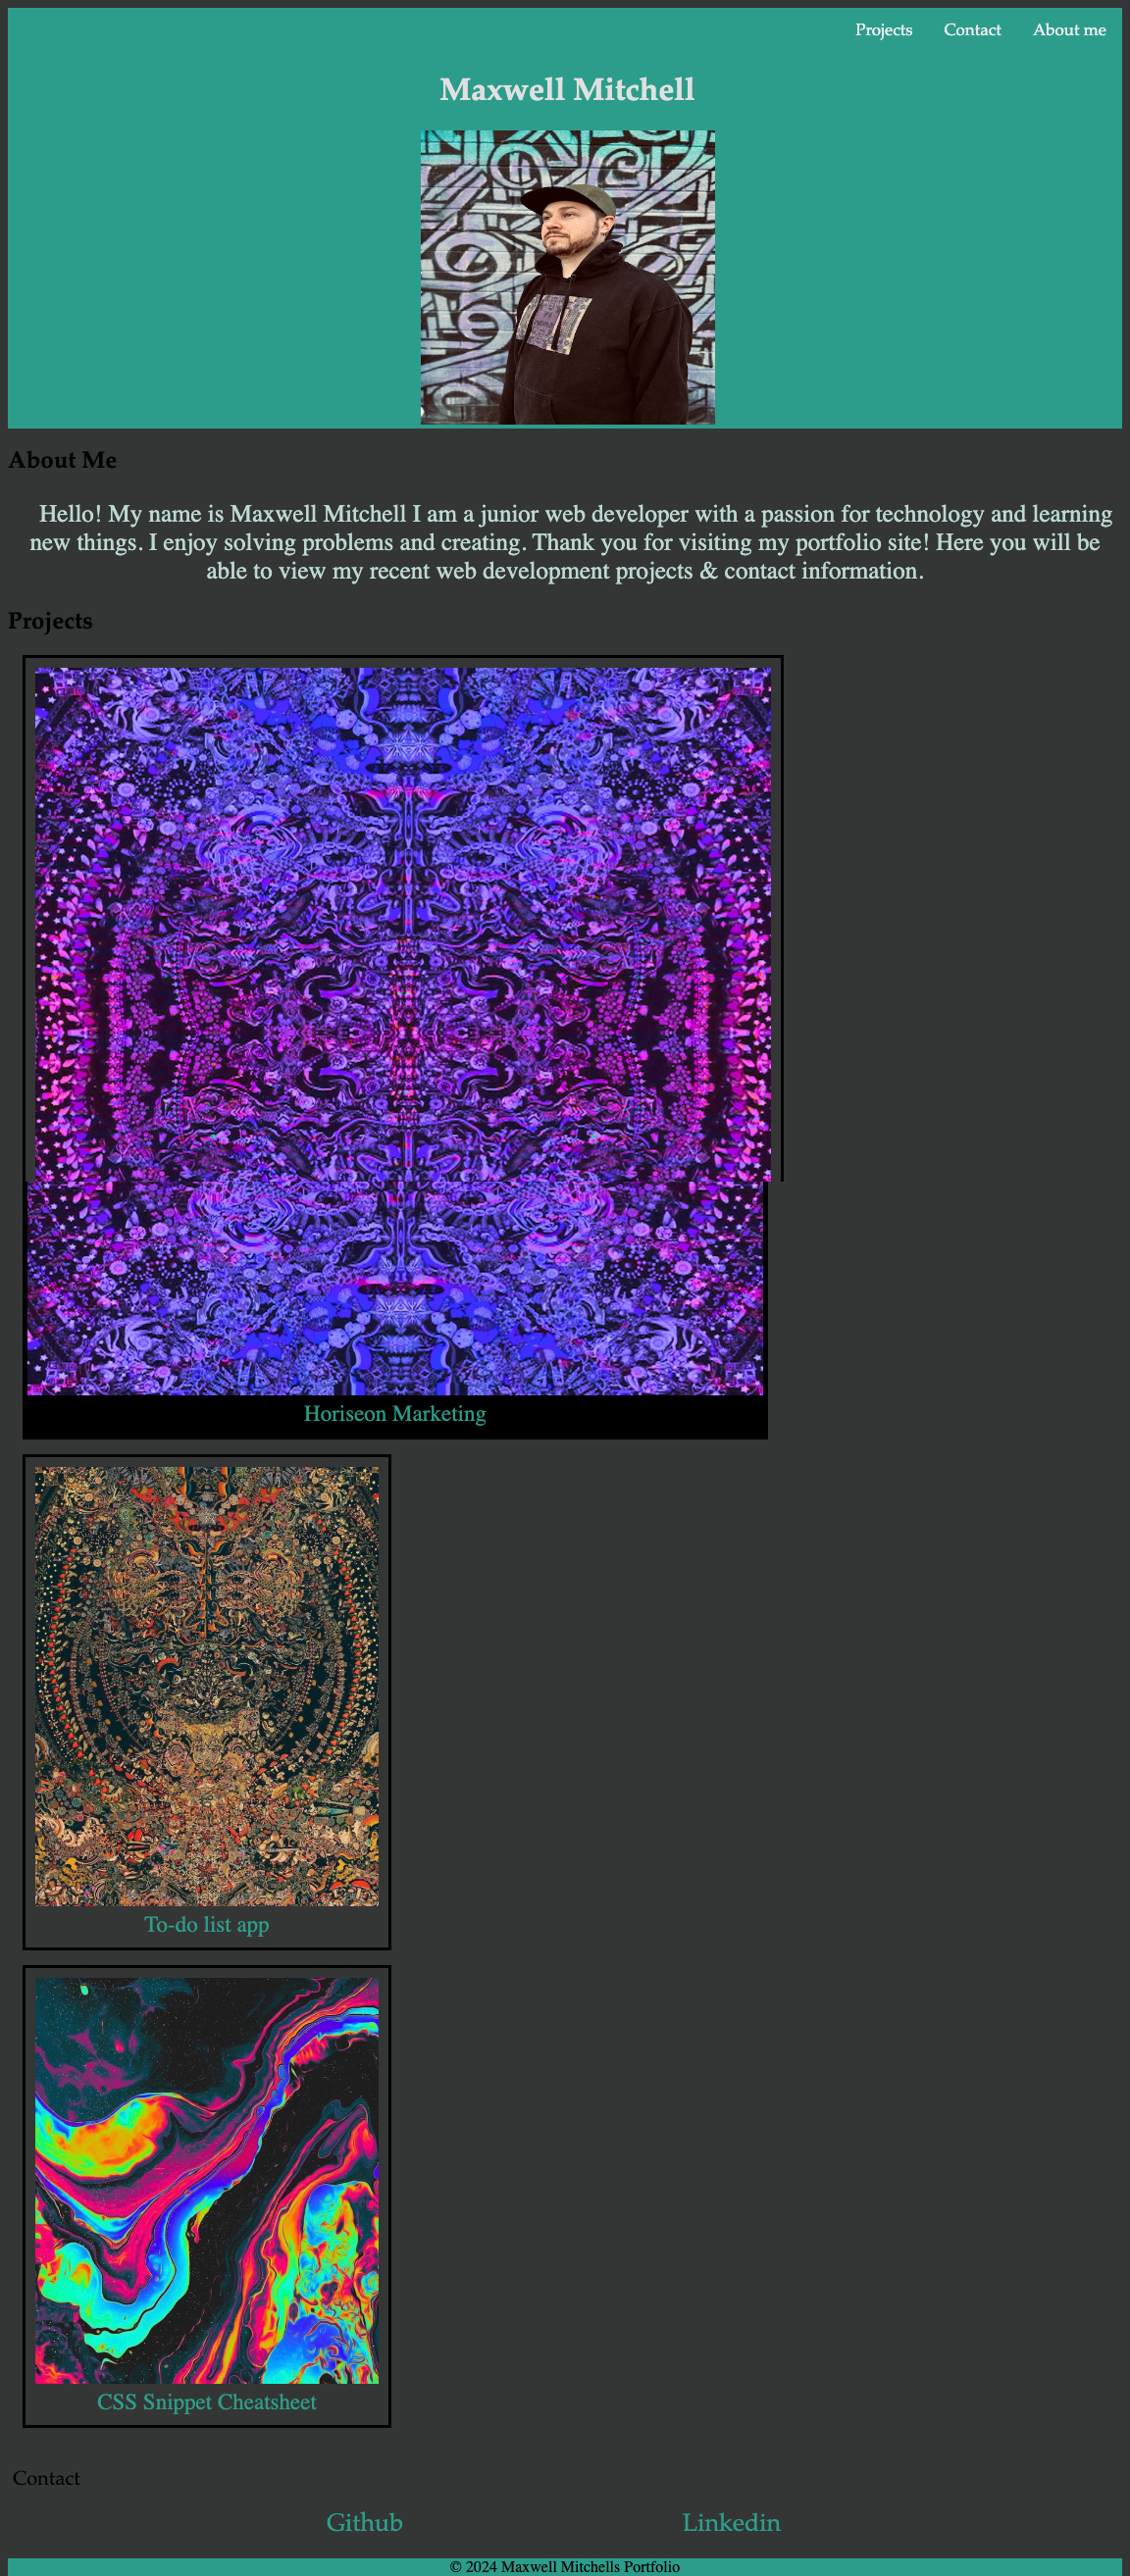 Projects Contact About me
Maxwell Mitchell
About Me
Hello! My name is Maxwell Mitchell I am a junior web developer with a passion for technology and learning
new things. I enjoy solving problems and creating. Thank you for visiting my portfolio site! Here you will be
able to view my recent web development projects & contact information.
Projects
Horiseon Marketing
To-do list app
CSS Snippet Cheatsheet
Contact
Github Linkedin
© 2024 Maxwell Mitchells Portfolio